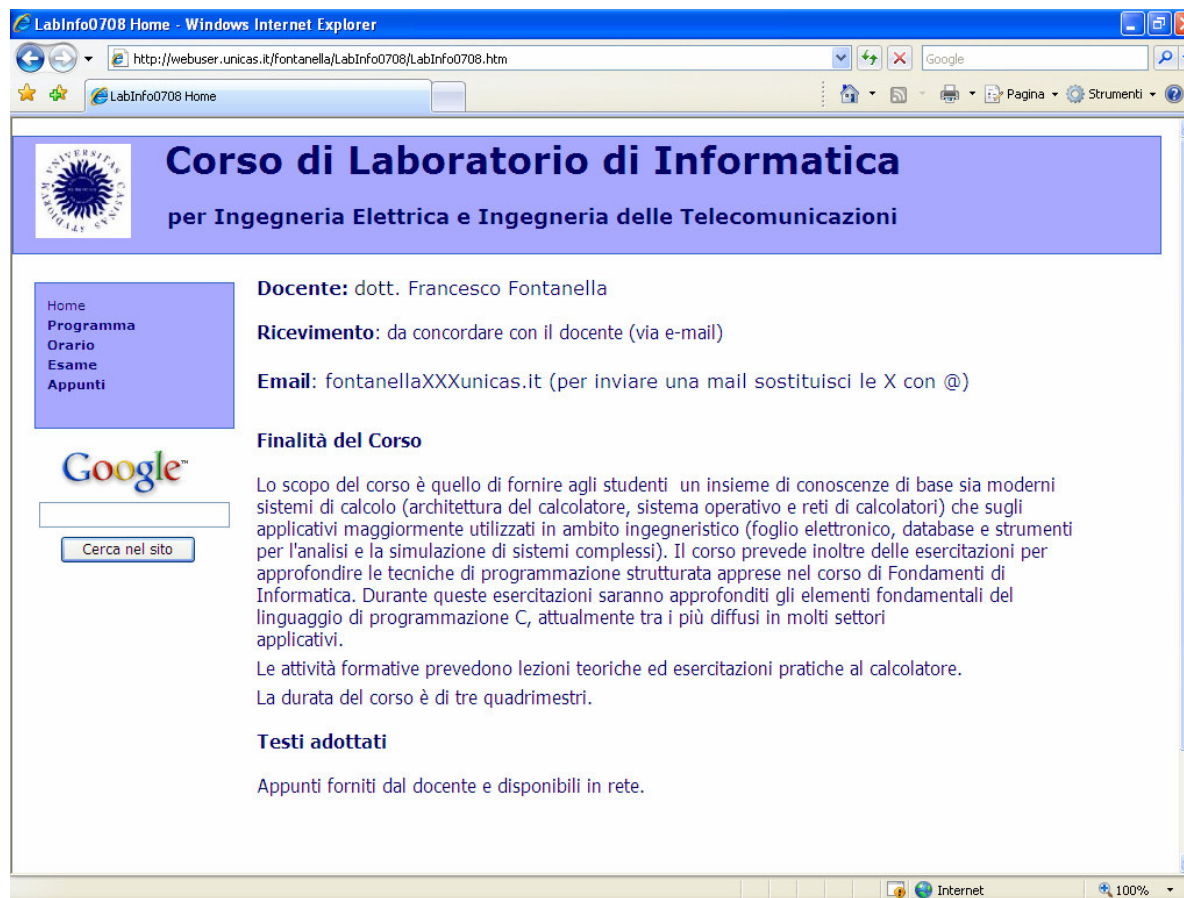 LabInfo0708 Home - Windows Internet Explorer
http://webuser.unicas.it/fontanella/LabInfo0708/LabInfo0708.htm
Google
LabInfo0708 Home
Pagina
Strumenti
UNIVERSITAS CASINAS STUDIORUM
Corso di Laboratorio di Informatica
per Ingegneria Elettrica e Ingegneria delle Telecomunicazioni
Home
Programma
Orario
Esame
Appunti
Google™
Cerca nel sito
Docente: dott. Francesco Fontanella
Ricevimento: da concordare con il docente (via e-mail)
Email: fontanellaXXXunicas.it (per inviare una mail sostituisci le X con @)
Finalità del Corso
Lo scopo del corso è quello di fornire agli studenti un insieme di conoscenze di base sia moderni
sistemi di calcolo (architettura del calcolatore, sistema operativo e reti di calcolatori) che sugli
applicativi maggiormente utilizzati in ambito ingegneristico (foglio elettronico, database e strumenti
per l'analisi e la simulazione di sistemi complessi). Il corso prevede inoltre delle esercitazioni per
approfondire le tecniche di programmazione strutturata apprese nel corso di Fondamenti di
Informatica. Durante queste esercitazioni saranno approfonditi gli elementi fondamentali del
linguaggio di programmazione C, attualmente tra i più diffusi in molti settori
applicativi.
Le attività formative prevedono lezioni teoriche ed esercitazioni pratiche al calcolatore.
La durata del corso è di tre quadrimestri.
Testi adottati
Appunti forniti dal docente e disponibili in rete.
Internet
100%